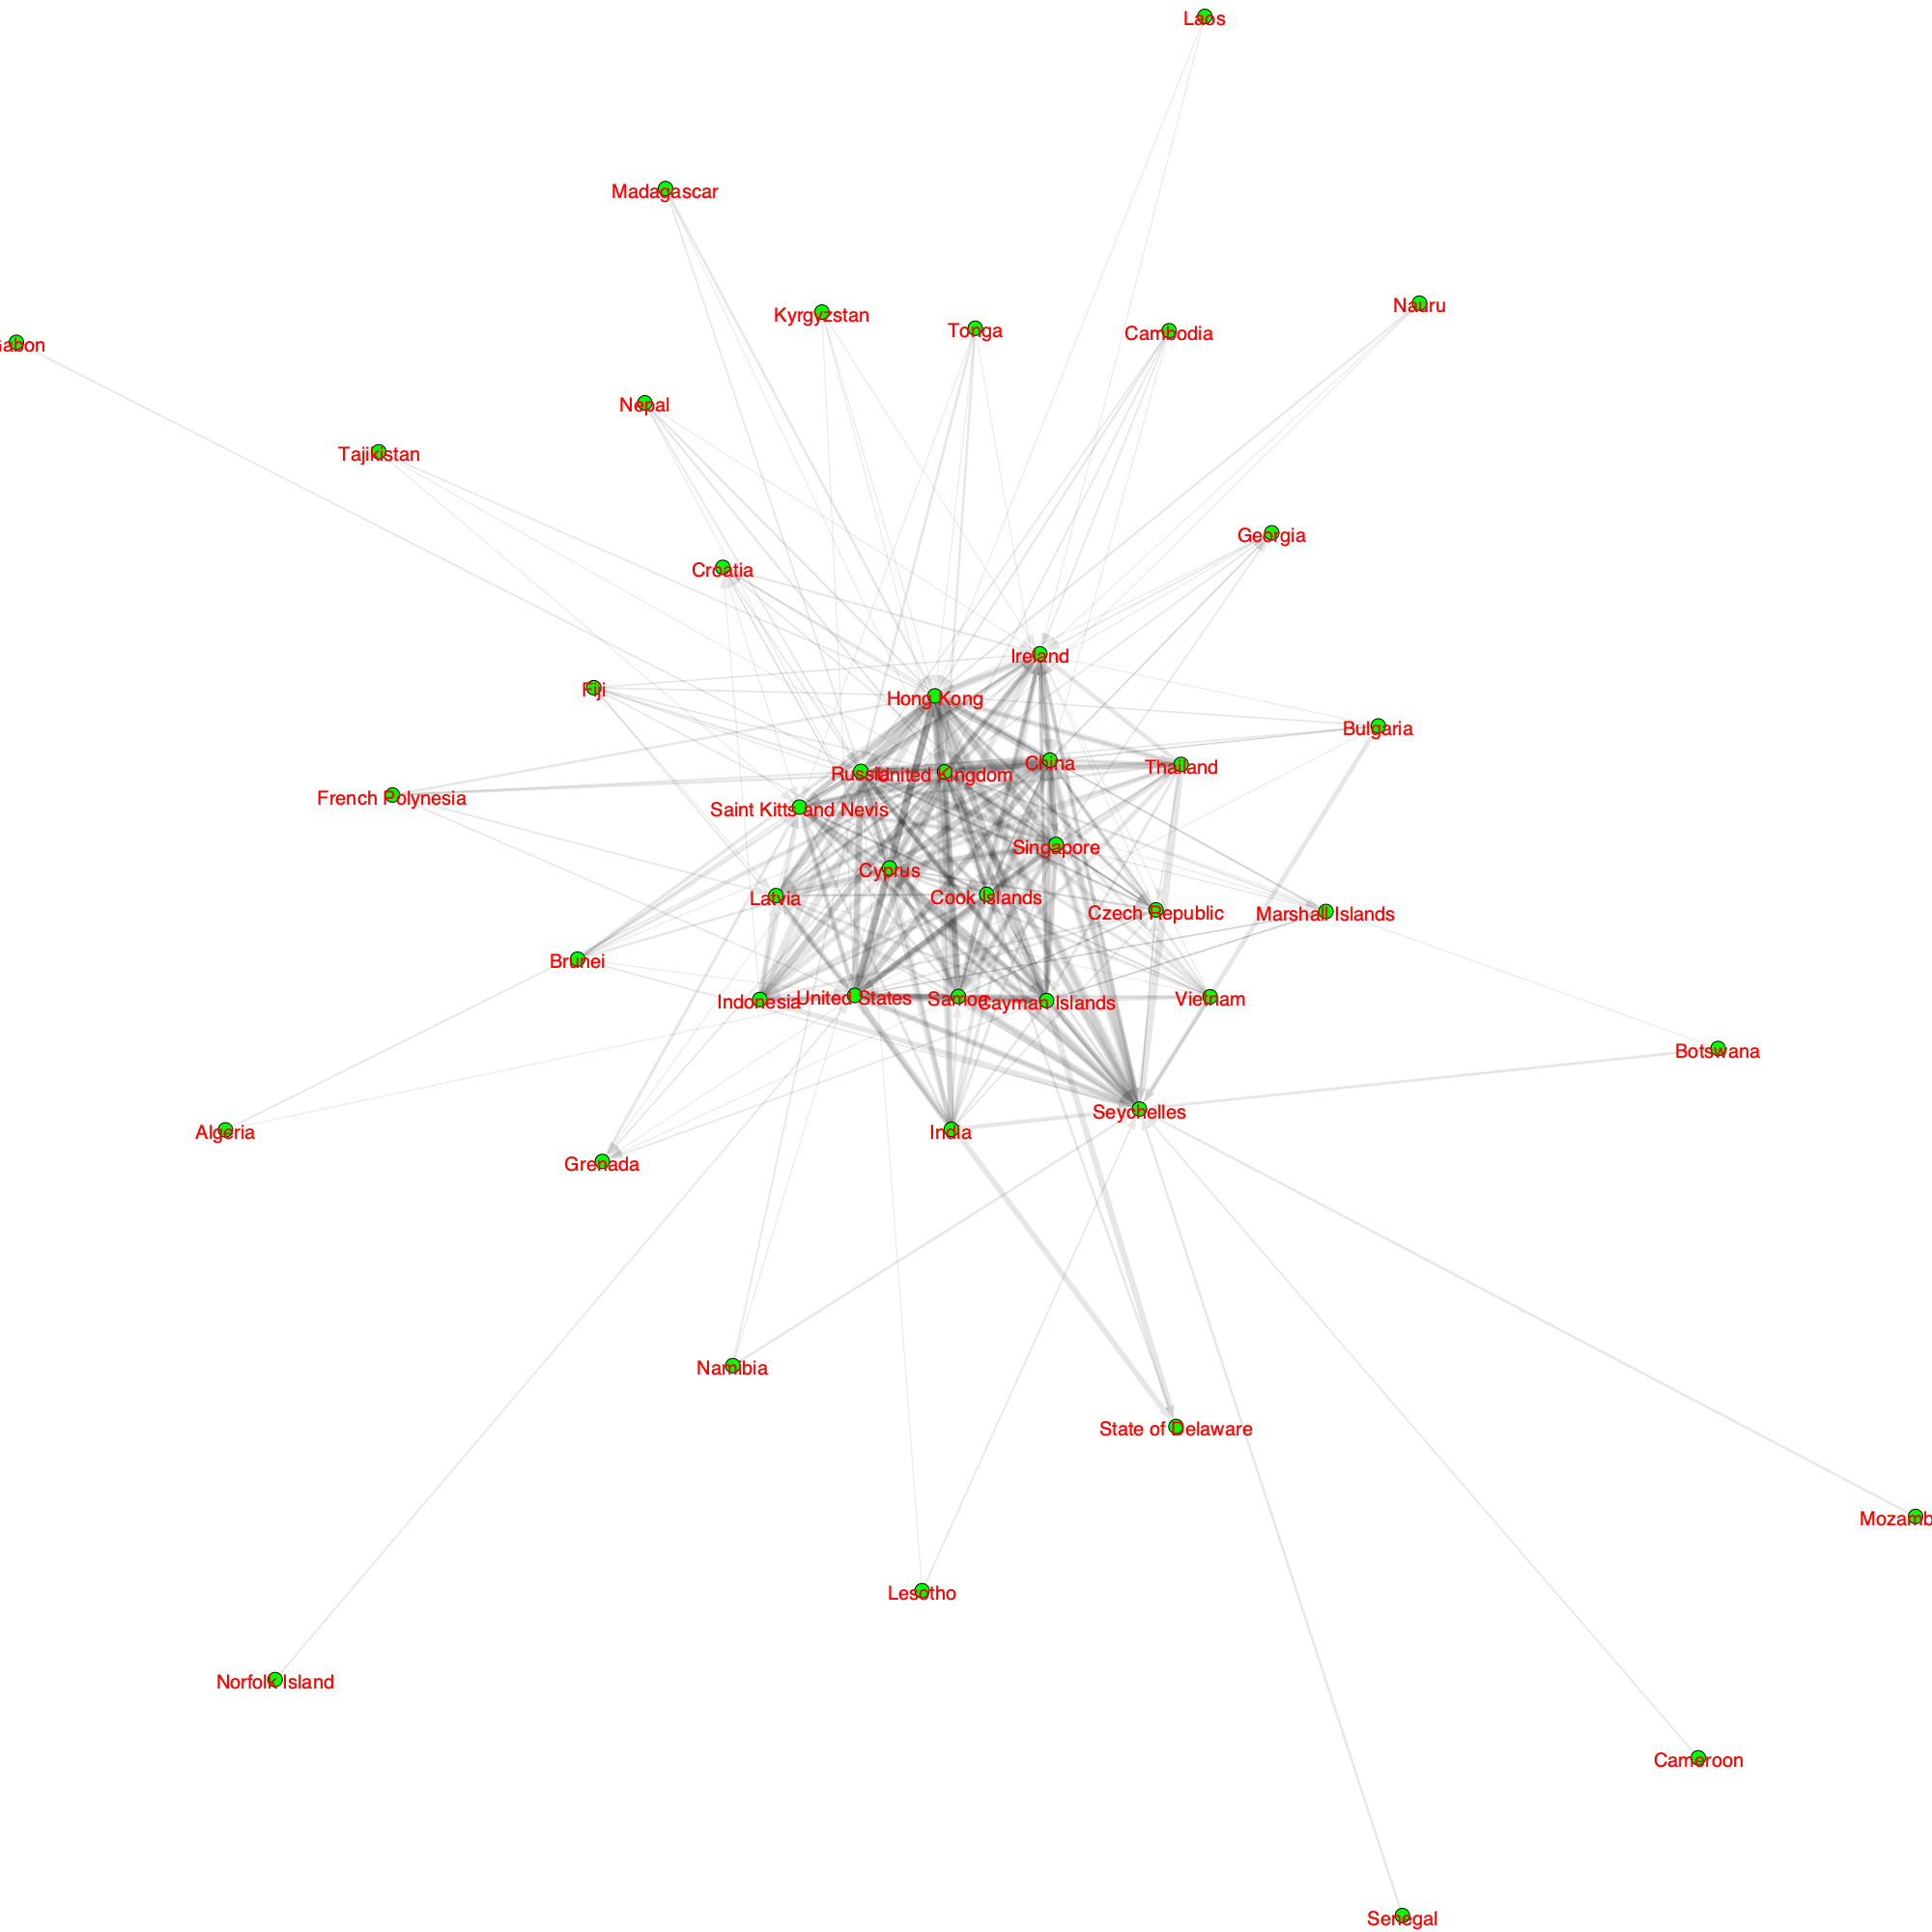 Laos
Madagascar
Nauru
Kyrgyzstan
Tonga
Cambodia
abon
Nepal
Tajikistan
Georgia
Croatia
Ireland
Fiji
Hong Kong
Bulgaria
China
Thailand
Russia
United Kingdom
French Polynesia
Saint Kitts and Nevis
Singapore
Cyprus
Latvia
Cook Islands
Czech Republic
Marshall Islands
Brunei
Indonesia
United States
Samoa
Cayman Islands
Vietnam
Botswana
Seychelles
Algeria
India
Grenada
Namibia
State of Delaware
Mozamb
Lesotho
Norfolk Island
Cameroon
Senegal